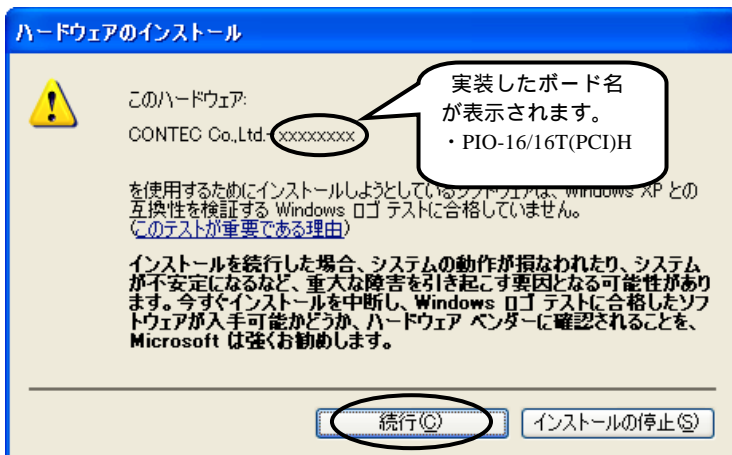 ハードウェアのインストール
実装したボード名
が表示されます。
・PIO-16/16T(PCI)H
このハードウェア:
CONTEC Co.,Ltd.-xxxxxxxx
を使用するためにインストールしようとしているソフトウェアは、Windows XP との
互換性を検証する Windows ロゴ テストに合格していません。
(このテストが重要である理由)
インストールを続行した場合、システムの動作が損なわれたり、システム
が不安定になるなど、重大な障害を引き起こす要因となる可能性があり
ます。今すぐインストールを中断し、Windows ロゴ テストに合格したソフ
トウェアが入手可能かどうか、ハードウェア ベンダーに確認されることを、
Microsoft は強くお勧めします。
続行(C)
インストールの停止(S)